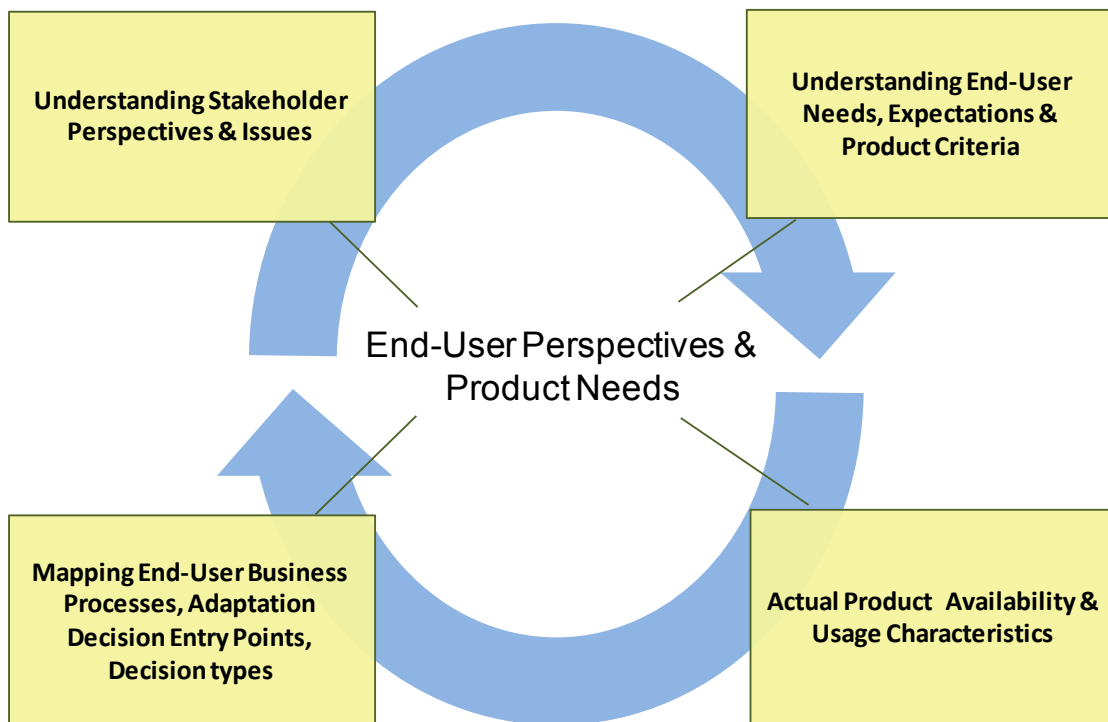 Understanding Stakeholder
Perspectives & Issues
Understanding End-User
Needs, Expectations &
Product Criteria
End-User Perspectives &
Product Needs
Mapping End-User Business
Processes, Adaptation
Decision Entry Points,
Decision types
Actual Product Availability &
Usage Characteristics